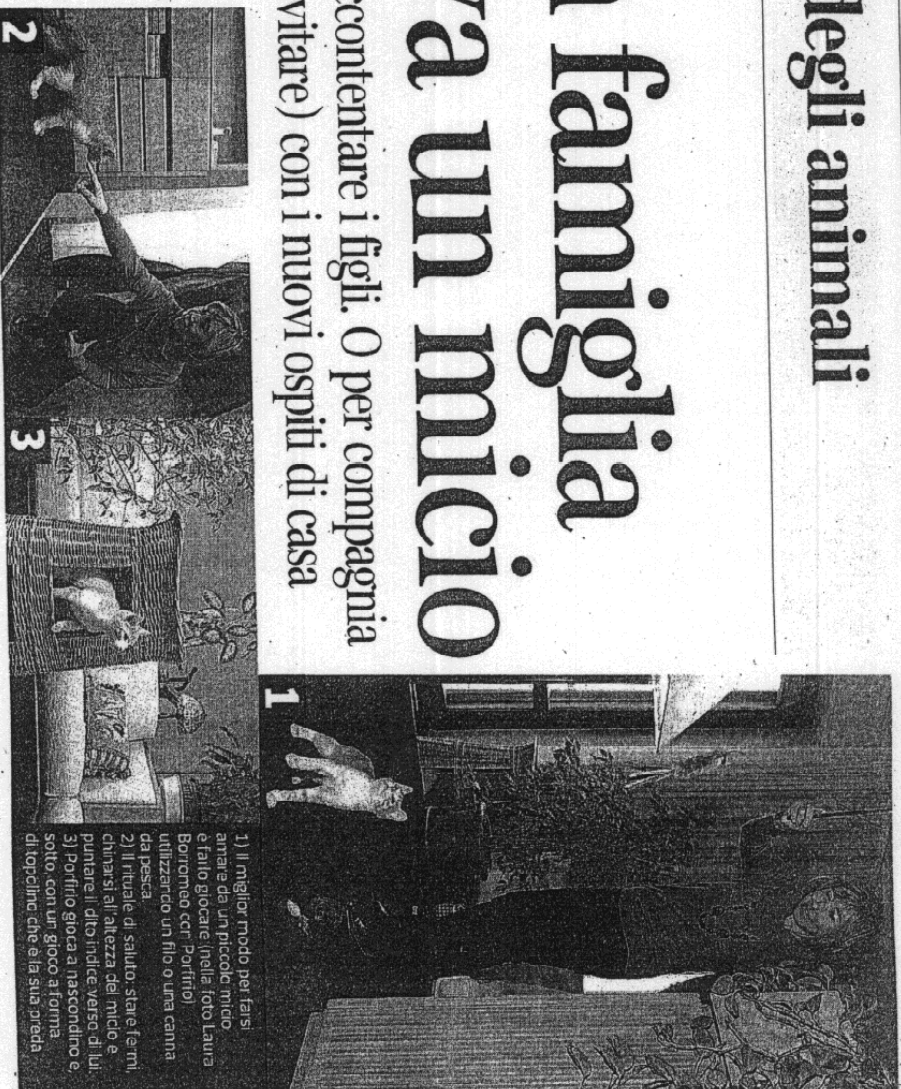 degli animali
famiglia
va un micio
ccontentare i figli. O per compagnia
vitare) con i nuovi ospiti di casa
2
3
1
1) Il miglior modo per farsi
amare da un piccolo micio
è farlo giocare (nella foto Laura
Borromeo con Porfirio)
utilizzando un filo o una canna
da pesca
2) Il rituale di saluto: stare fermi,
chinarsi all'altezza del micio e
puntare il dito indice verso di lui
3) Porfirio gioca a nascondino e,
sotto, con un gioco a forma
di topolino che è la sua preda